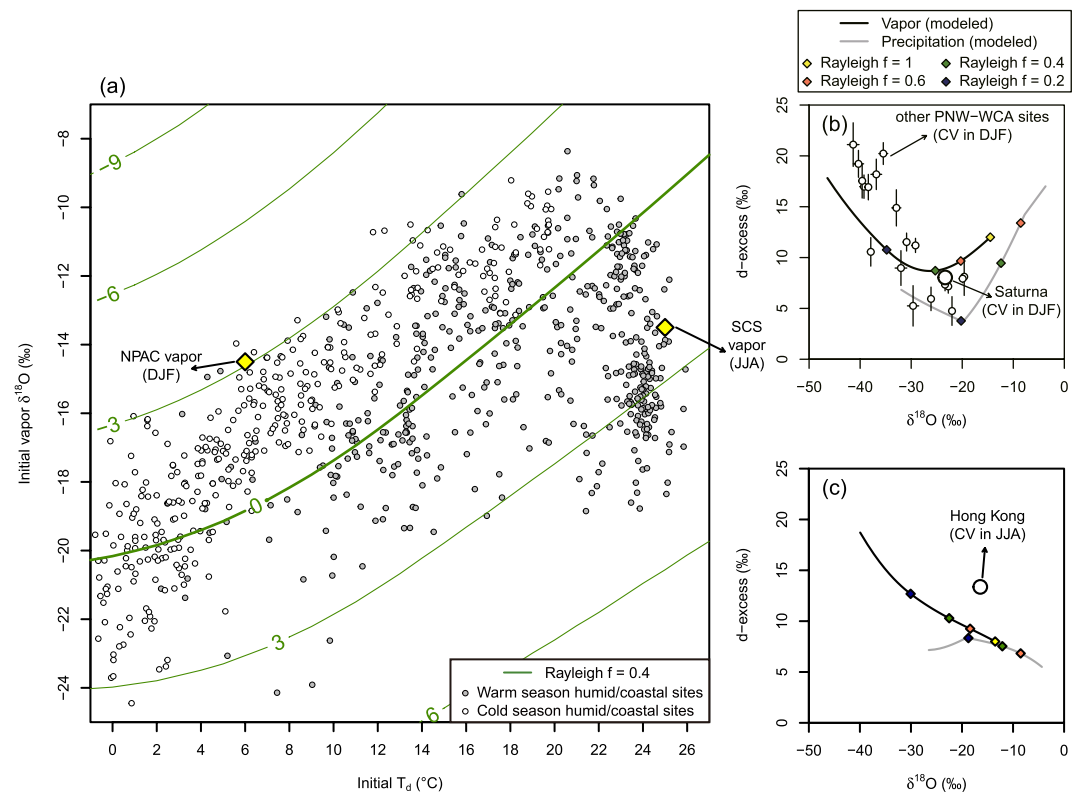 Vapor (modeled)
Precipitation (modeled)
Rayleigh f = 1
Rayleigh f = 0.4
Rayleigh f = 0.6
Rayleigh f = 0.2
(a)
−9
−6
−3
0
3
6
NPAC vapor
(DJF)
SCS
vapor
(JJA)
Rayleigh f = 0.4
Warm season humid/coastal sites
Cold season humid/coastal sites
−8
−10
−12
−14
−16
−18
−20
−22
−24
Initial vapor δ¹⁸O (‰)
0 2 4 6 8 10 12 14 16 18 20 22 24 26
Initial T_d (°C)
(b)
other PNW−WCA sites
(CV in DJF)
Saturna
(CV in DJF)
25
20
15
10
5
0
d−excess (‰)
−50 −40 −30 −20 −10 0
δ¹⁸O (‰)
(c)
Hong Kong
(CV in JJA)
25
20
15
10
5
0
d−excess (‰)
−50 −40 −30 −20 −10 0
δ¹⁸O (‰)